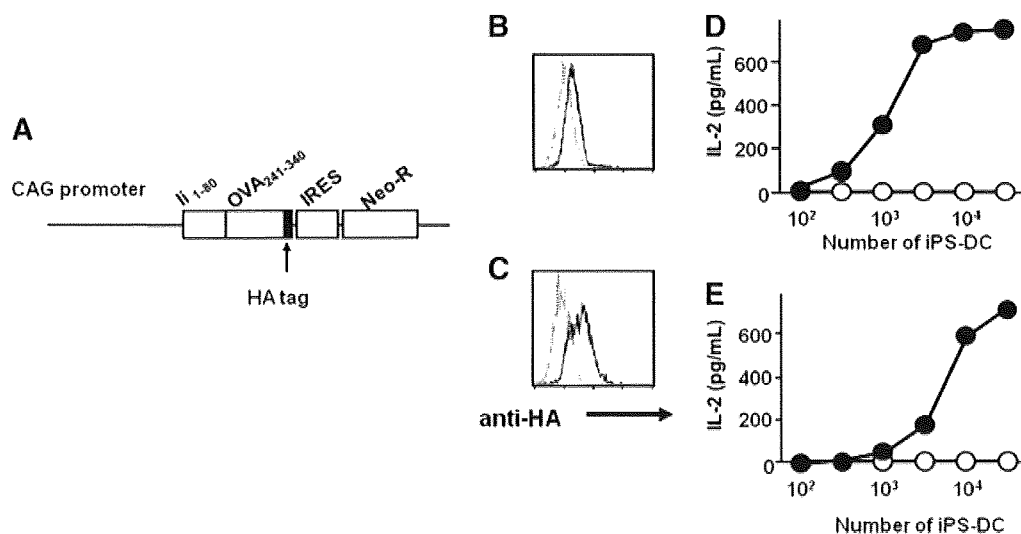 A
CAG promoter
Ii 1-80
OVA241-340
IRES
Neo-R
HA tag
B
C
anti-HA
D
IL-2 (pg/mL)
600
400
200
0
10²
10³
10⁴
Number of iPS-DC
E
IL-2 (pg/mL)
600
400
200
0
10²
10³
10⁴
Number of iPS-DC